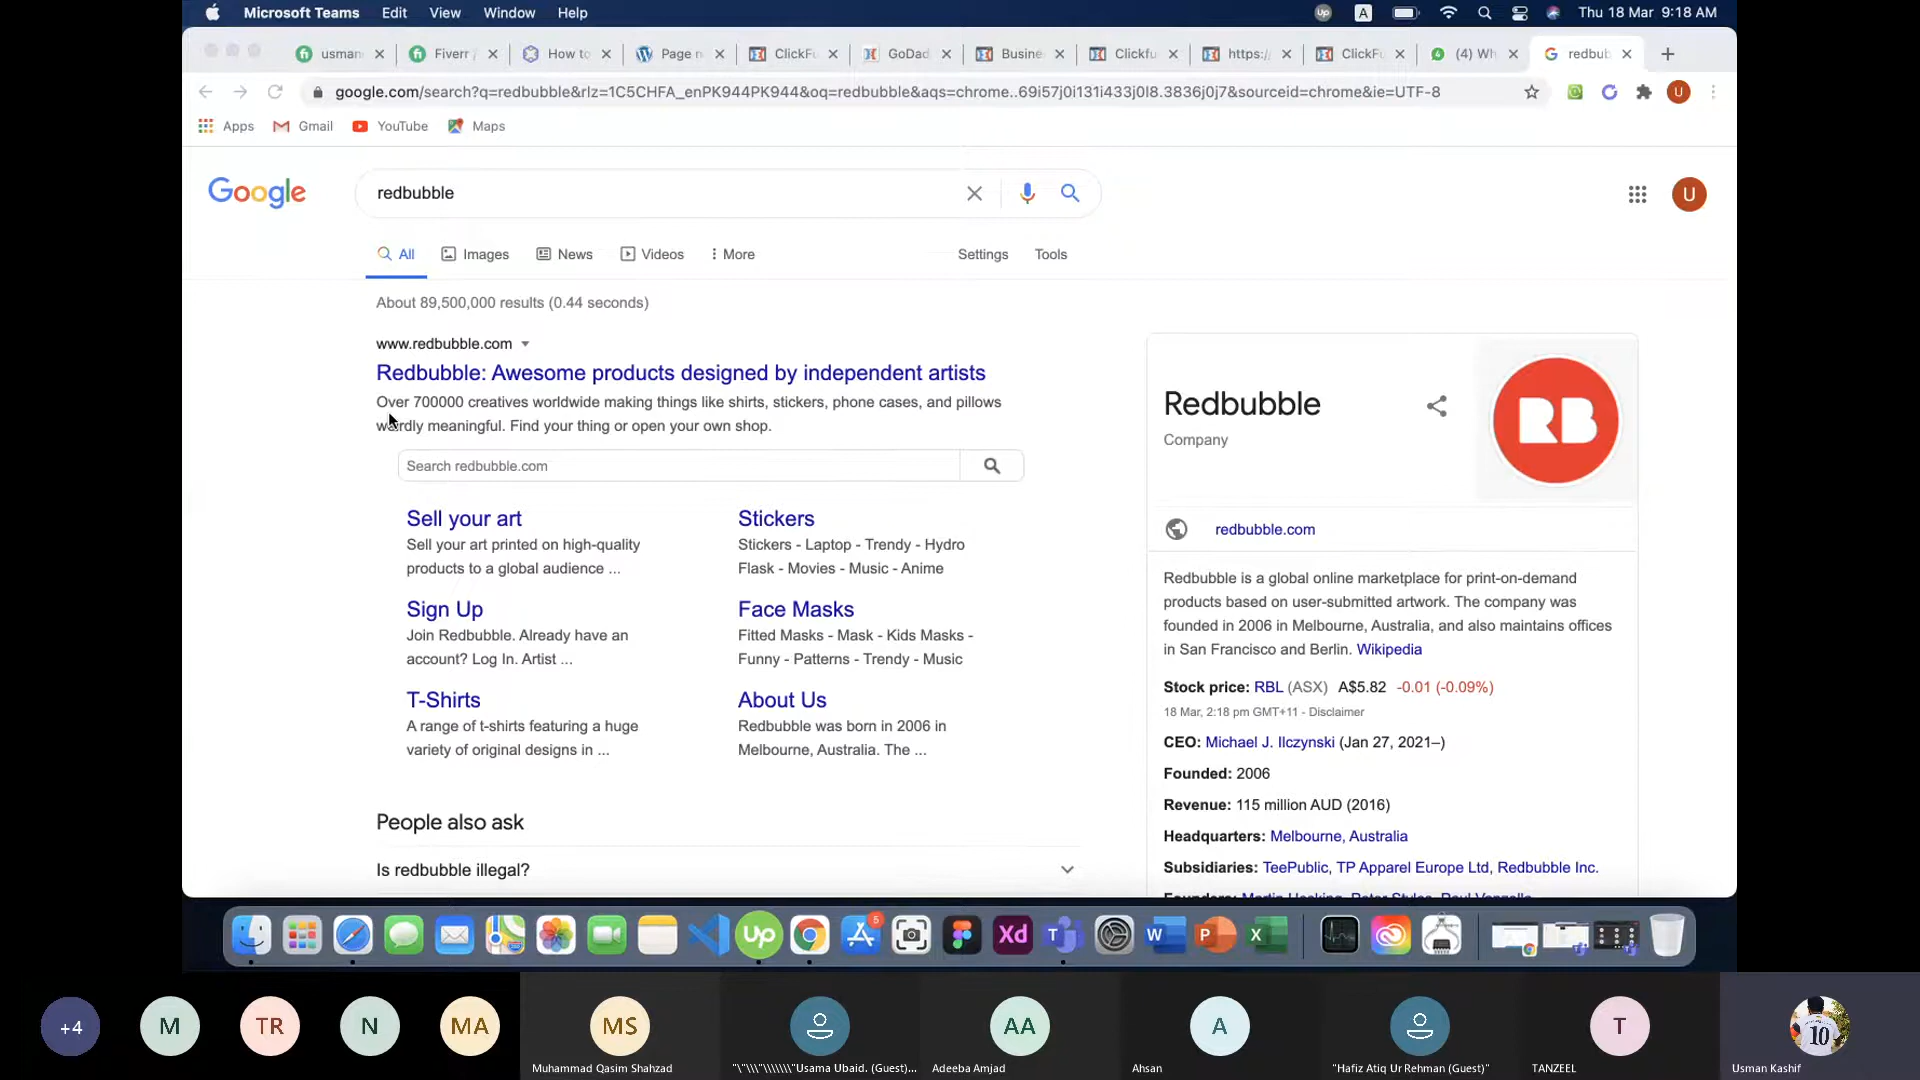 Microsoft Teams Edit View Window Help
Up A Thu 18 Mar 9:18 AM
usman Fiverr / How to Page n ClickFu GoDad Busine Clickfu https:/ ClickFu (4) Wh redbub
google.com/search?q=redbubble&rlz=1C5CHFA_enPK944PK944&oq=redbubble&aqs=chrome..69i57j0i131i433j0l8.3836j0j7&sourceid=chrome&ie=UTF-8
U
Apps Gmail YouTube Maps
Google
redbubble
U
All Images News Videos More Settings Tools
About 89,500,000 results (0.44 seconds)
www.redbubble.com
Redbubble: Awesome products designed by independent artists
Over 700000 creatives worldwide making things like shirts, stickers, phone cases, and pillows
meaningful. Find your thing or open your own shop.
Search redbubble.com
Sell your art
Sell your art printed on high-quality
products to a global audience ...
Stickers
Stickers - Laptop - Trendy - Hydro
Flask - Movies - Music - Anime
Sign Up
Join Redbubble. Already have an
account? Log In. Artist ...
Face Masks
Fitted Masks - Mask - Kids Masks -
Funny - Patterns - Trendy - Music
T-Shirts
A range of t-shirts featuring a huge
variety of original designs in ...
About Us
Redbubble was born in 2006 in
Melbourne, Australia. The ...
People also ask
Is redbubble illegal?
Redbubble
Company
RB
redbubble.com
Redbubble is a global online marketplace for print-on-demand
products based on user-submitted artwork. The company was
founded in 2006 in Melbourne, Australia, and also maintains offices
in San Francisco and Berlin. Wikipedia
Stock price: RBL (ASX) A$5.82 -0.01 (-0.09%)
18 Mar, 2:18 pm GMT+11 - Disclaimer
CEO: Michael J. Ilczynski (Jan 27, 2021–)
Founded: 2006
Revenue: 115 million AUD (2016)
Headquarters: Melbourne, Australia
Subsidiaries: TeePublic, TP Apparel Europe Ltd, Redbubble Inc.
Up 5 Xd T W P X
+4 M TR N MA MS AA A T 10
Muhammad Qasim Shahzad "\"\\\"\\\\\\\"Usama Ubaid. (Guest)... Adeeba Amjad Ahsan "Hafiz Atiq Ur Rehman (Guest)" TANZEEL Usman Kashif